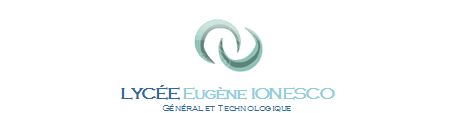 LYCÉE EUGÈNE IONESCO
GÉNÉRAL ET TECHNOLOGIQUE